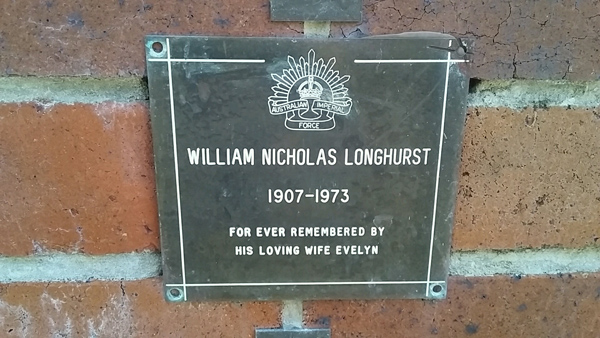 AUSTRALIAN IMPERIAL
FORCE
WILLIAM NICHOLAS LONGHURST
1907-1973
FOR EVER REMEMBERED BY
HIS LOVING WIFE EVELYN